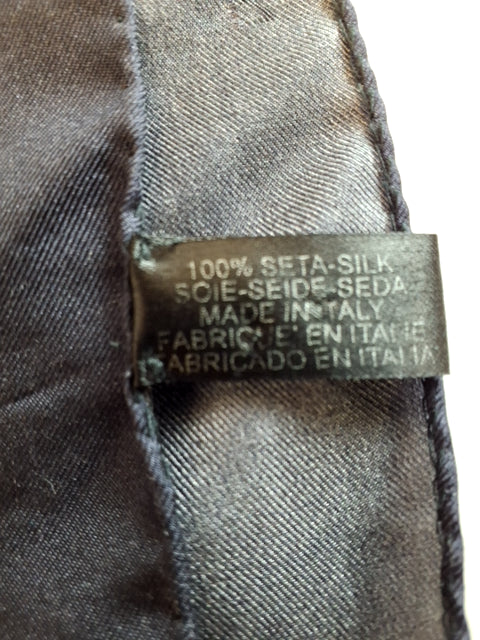 100% SETA-SILK
SOIE-SEIDE-SEDA
MADE IN ITALY
FABRIQUE' EN ITALIE
FABRICADO EN ITALIA